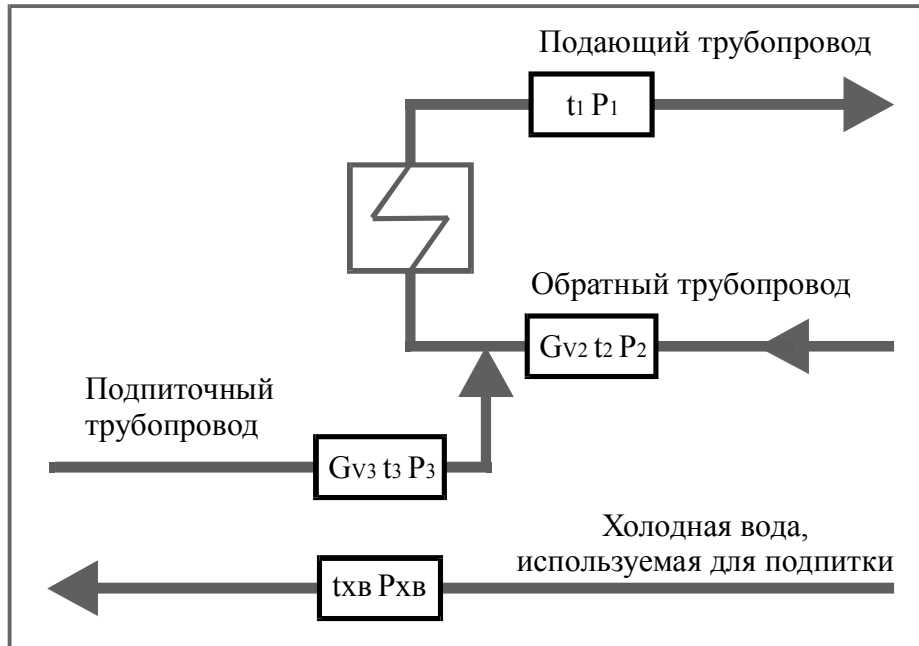 Подающий трубопровод
t1 P1
Обратный трубопровод
GV2 t2 P2
Подпиточный
трубопровод
GV3 t3 P3
Холодная вода,
используемая для подпитки
tхв Pхв